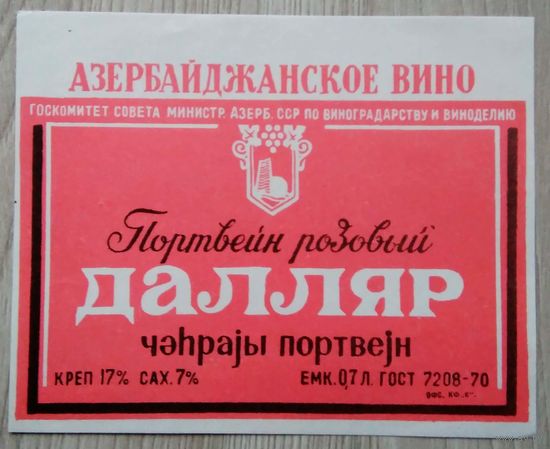 АЗЕРБАЙДЖАНСКОЕ ВИНО
ГОСКОМИТЕТ СОВЕТА МИНИСТР. АЗЕРБ. ССР ПО ВИНОГРАДАРСТВУ И ВИНОДЕЛИЮ
Портвейн розовый
ДАЛЛЯР
чәһрајы портвејн
КРЕП 17% САХ. 7% ЕМК. 0,7 Л. ГОСТ 7208-70